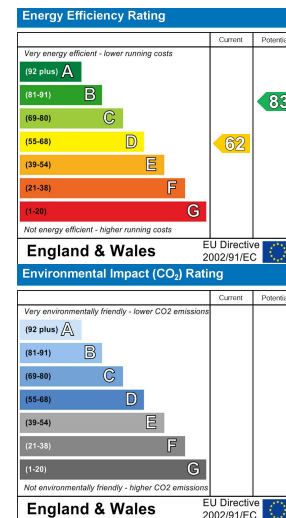 Energy Efficiency Rating
Current Potentia
Very energy efficient - lower running costs
(92 plus) A
(81-91) B
83
(69-80) C
(55-68) D
62
(39-54) E
(21-38) F
(1-20) G
Not energy efficient - higher running costs
England & Wales
EU Directive
2002/91/EC
Environmental Impact (CO₂) Rating
Current Potentia
Very environmentally friendly - lower CO2 emissions
(92 plus) A
(81-91) B
(69-80) C
(55-68) D
(39-54) E
(21-38) F
(1-20) G
Not environmentally friendly - higher CO2 emissions
England & Wales
EU Directive
2002/91/EC